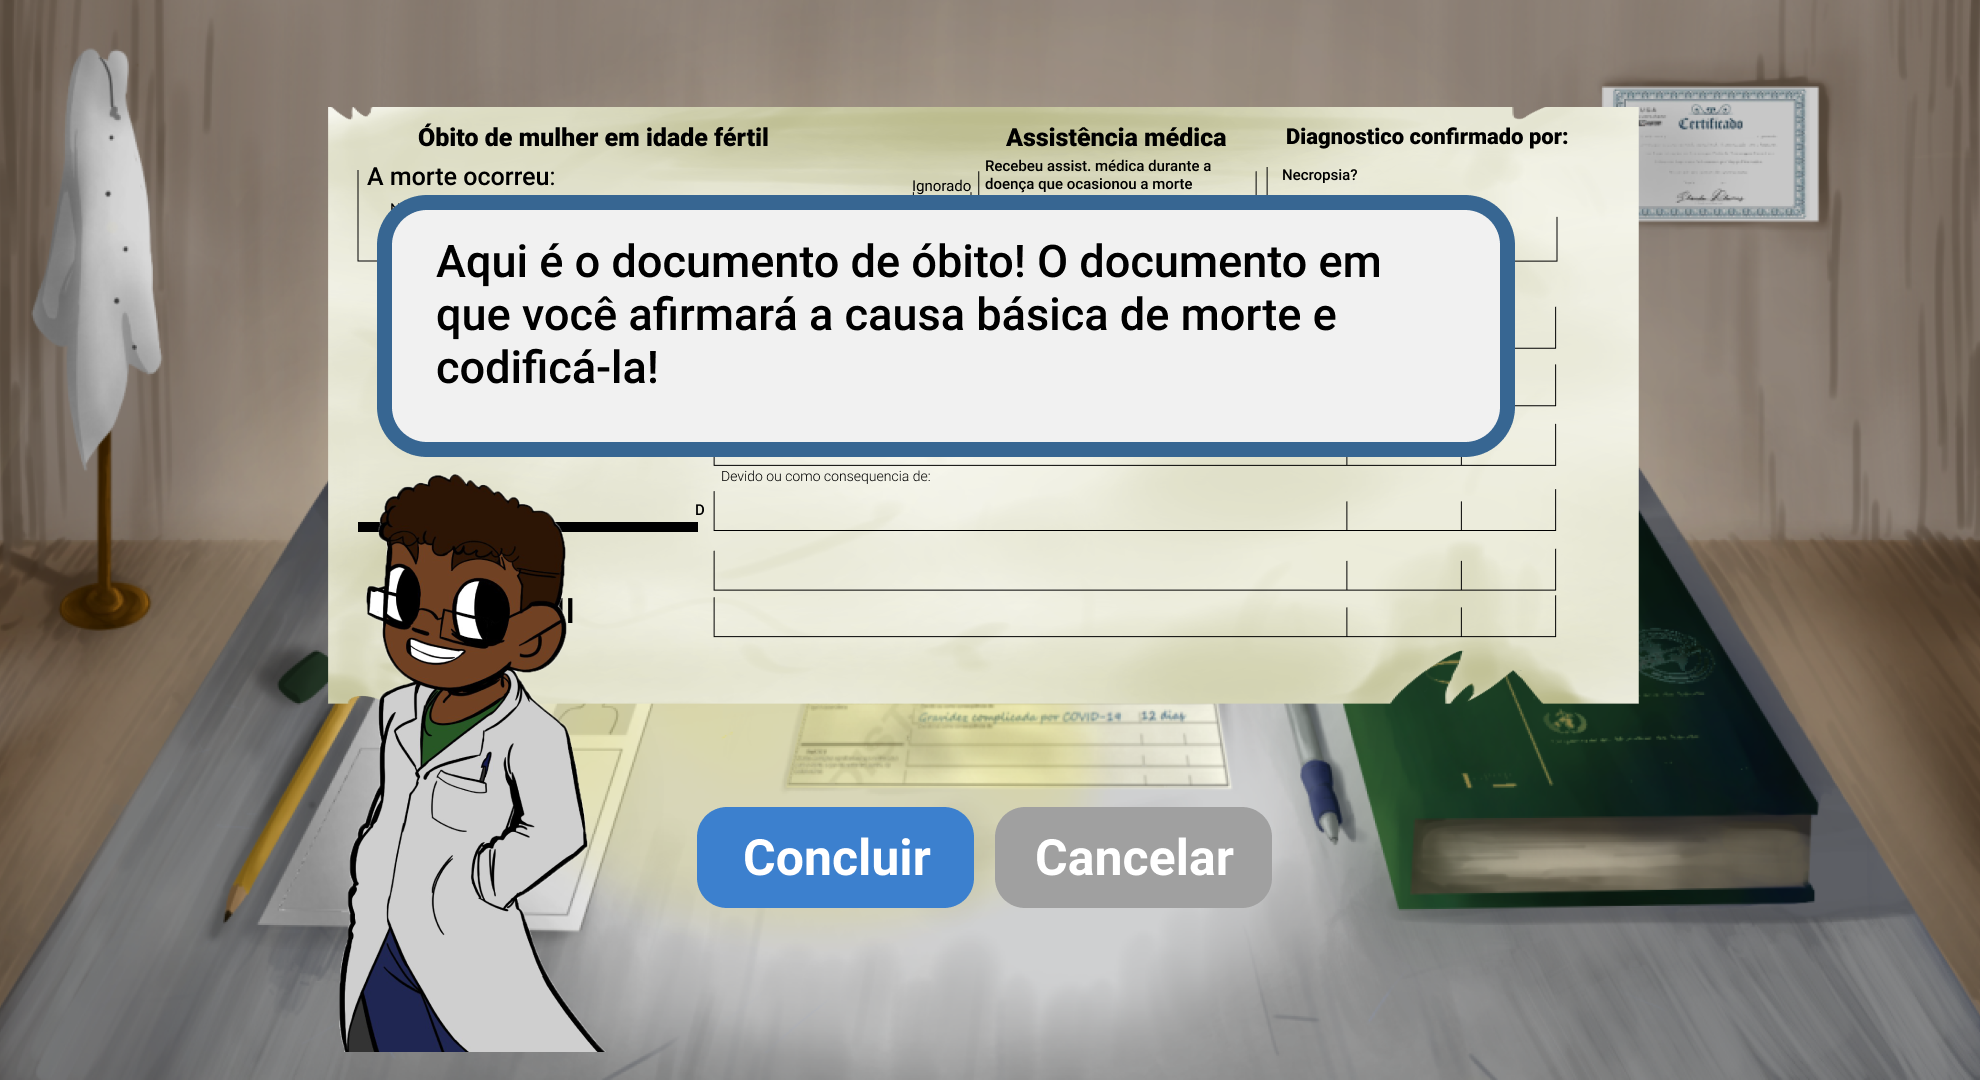 Óbito de mulher em idade fértil
Assistência médica
Diagnostico confirmado por:
A morte ocorreu:
Ignorado
Recebeu assist. médica durante a
doença que ocasionou a morte
Necropsia?
Certificado
Aqui é o documento de óbito! O documento em
que você afirmará a causa básica de morte e
codificá-la!
Devido ou como consequencia de:
D
Gravidez complicada por COVID-19 12 dias
Concluir
Cancelar